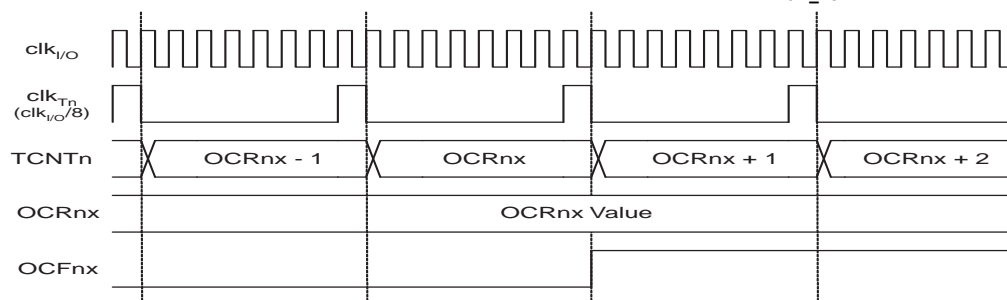 clkI/O
clkTn
(clkI/O/8)
TCNTn OCRnx - 1 OCRnx OCRnx + 1 OCRnx + 2
OCRnx OCRnx Value
OCFnx